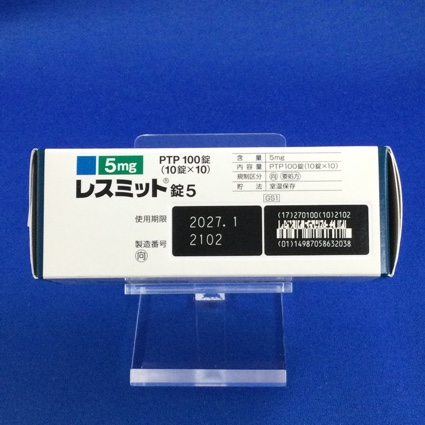 5mg
PTP 100錠
(10錠×10)
レスミット®錠5
使用期限
2027.1
製造番号
2102
向
含 量 5mg
内 容 量 PTP100錠(10錠×10)
規制区分 向 要処方
貯 法 室温保存
GS1
(17)270100(10)2102
(01)14987058632038